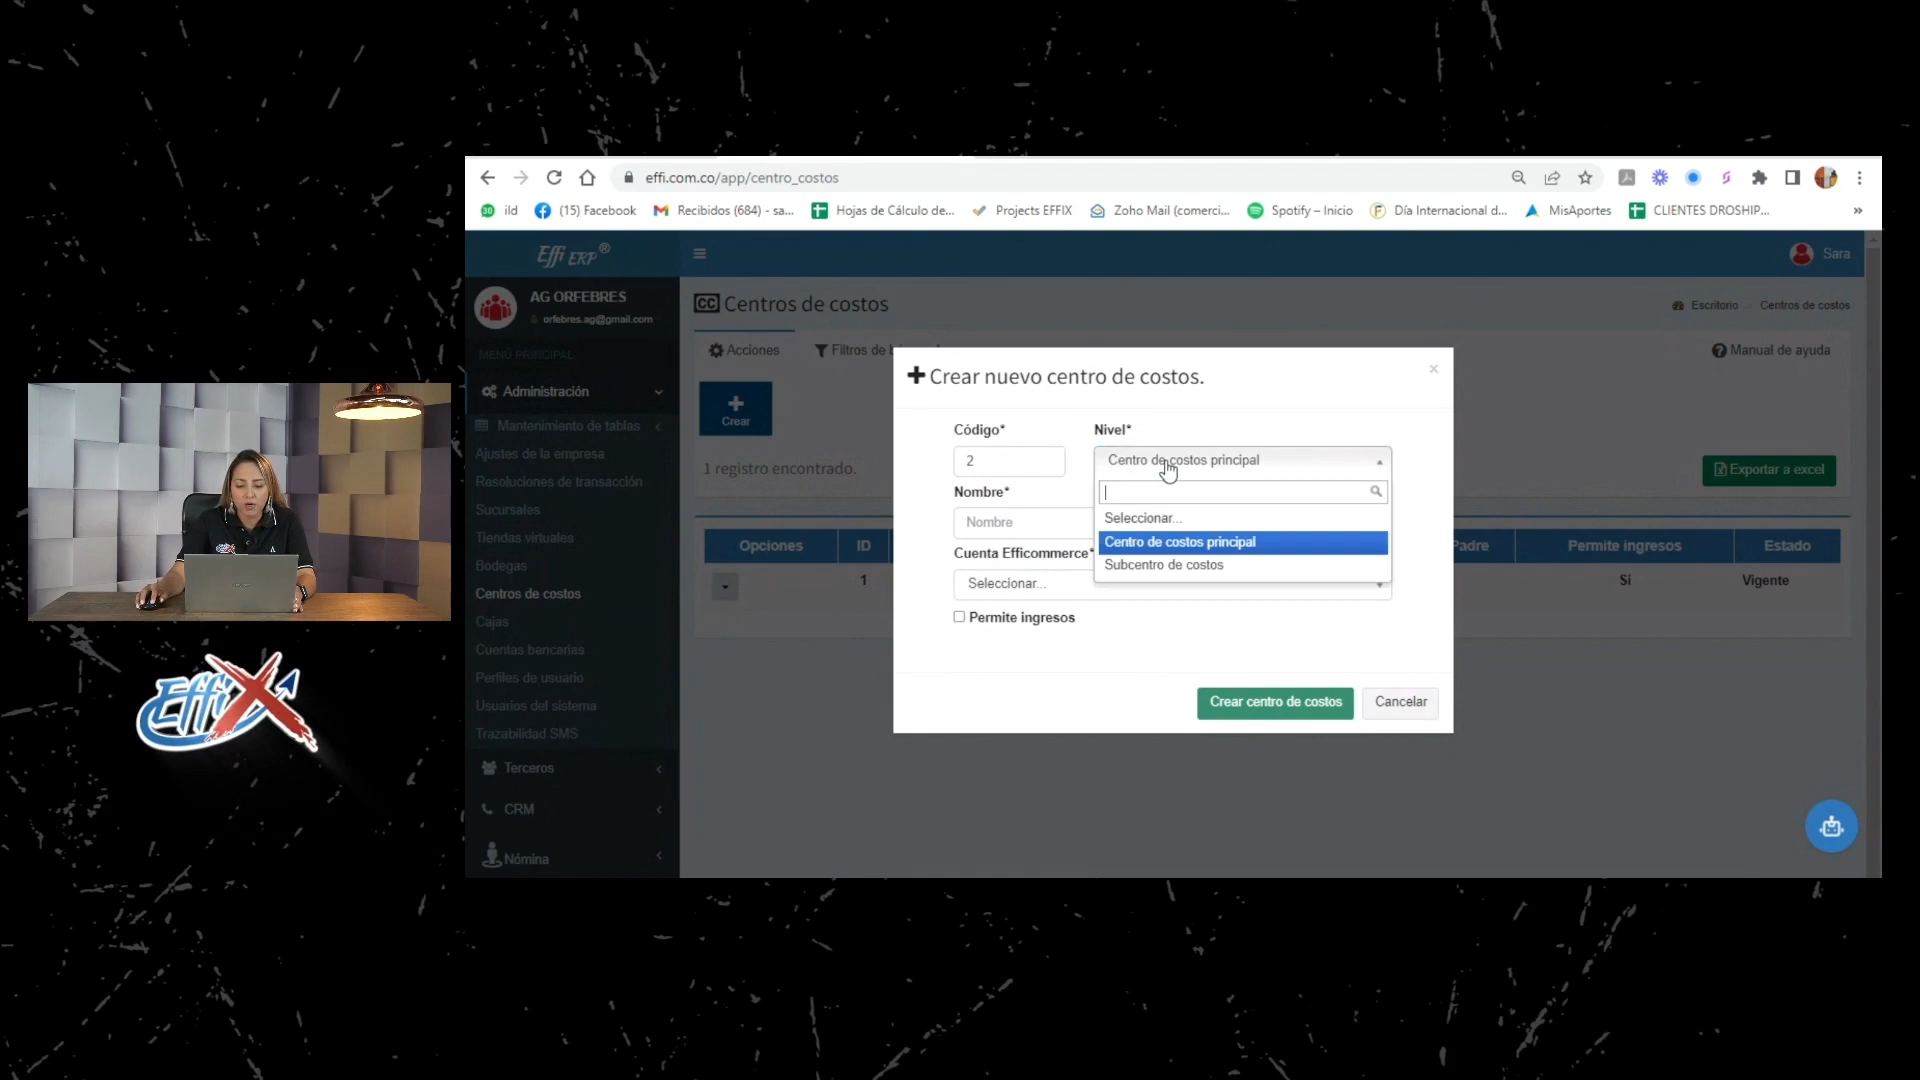 effi.com.co/app/centro_costos
ild
(15) Facebook
Recibidos (684) - sa...
Hojas de Cálculo de...
Projects EFFIX
Zoho Mail (comerci...
Spotify – Inicio
Día Internacional d...
MisAportes
CLIENTES DROSHIP...
»
Effi ERP®
Sara
AG ORFEBRES
orfebres.ag@gmail.com
MENÚ PRINCIPAL
Administración
Mantenimiento de tablas
Ajustes de la empresa
Resoluciones de transacción
Sucursales
Tiendas virtuales
Bodegas
Centros de costos
Cajas
Cuentas bancarias
Perfiles de usuario
Usuarios del sistema
Trazabilidad SMS
Terceros
CRM
Nómina
CC Centros de costos
Escritorio
Centros de costos
Acciones
Filtros de
Manual de ayuda
Crear
1 registro encontrado.
Exportar a excel
Opciones
ID
Padre
Permite ingresos
Estado
1
Sí
Vigente
Crear nuevo centro de costos.
×
Código*
Nivel*
2
Centro de costos principal
Nombre*
Nombre
Seleccionar...
Centro de costos principal
Subcentro de costos
Cuenta Efficommerce*
Seleccionar...
Permite ingresos
Crear centro de costos
Cancelar
EffiX